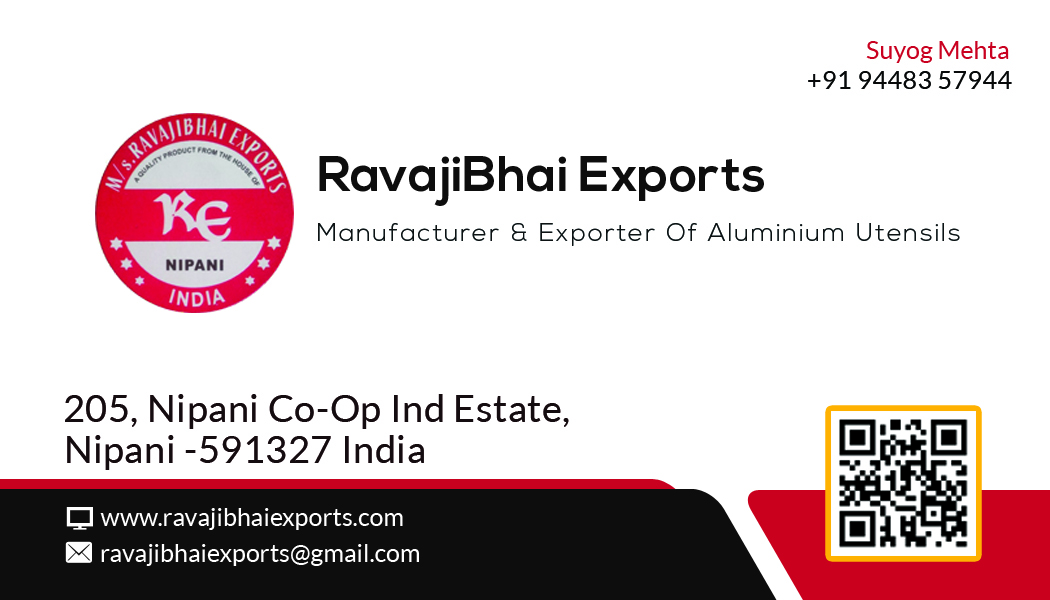 Suyog Mehta
+91 94483 57944
M/s. RAVAJIBHAI EXPORTS
A QUALITY PRODUCT FROM THE HOUSE OF
RE
NIPANI
INDIA
RavajiBhai Exports
Manufacturer & Exporter Of Aluminium Utensils
205, Nipani Co-Op Ind Estate,
Nipani -591327 India
www.ravajibhaiexports.com
ravajibhaiexports@gmail.com